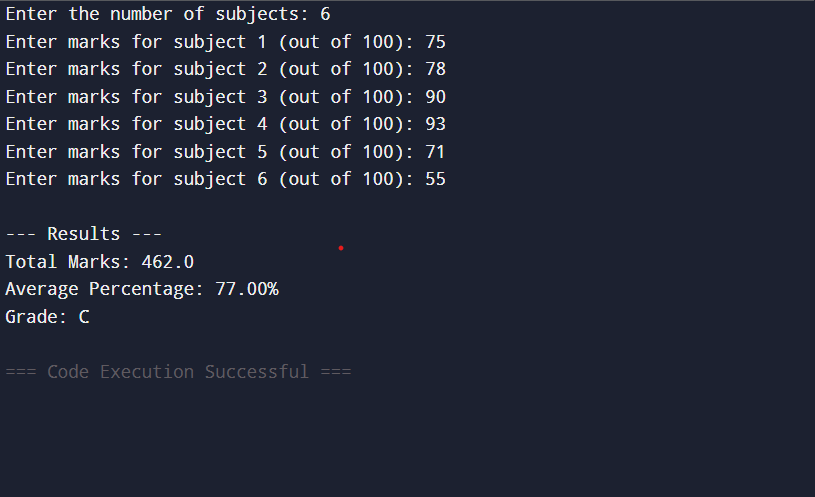 Enter the number of subjects: 6
Enter marks for subject 1 (out of 100): 75
Enter marks for subject 2 (out of 100): 78
Enter marks for subject 3 (out of 100): 90
Enter marks for subject 4 (out of 100): 93
Enter marks for subject 5 (out of 100): 71
Enter marks for subject 6 (out of 100): 55
--- Results ---
Total Marks: 462.0
Average Percentage: 77.00%
Grade: C
=== Code Execution Successful ===